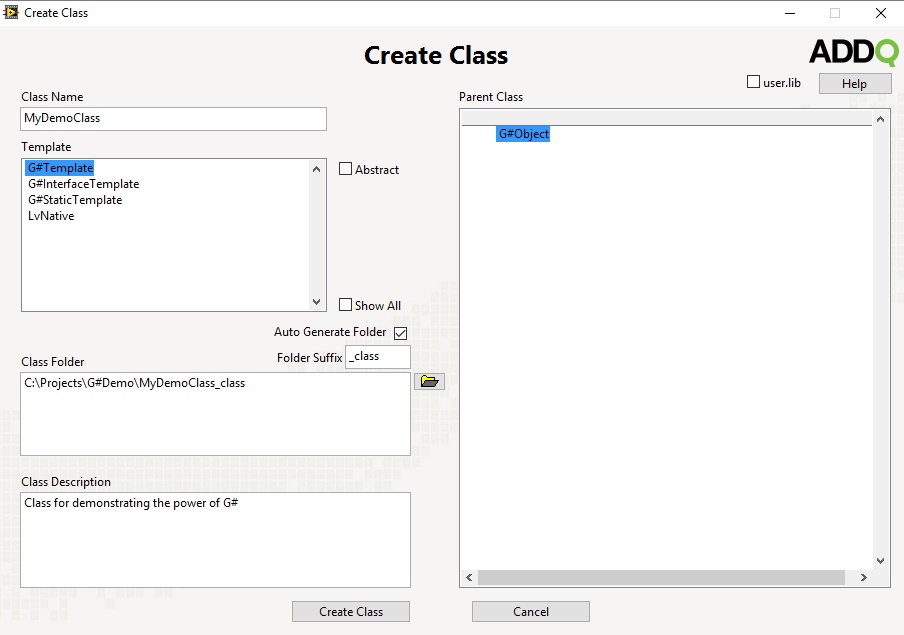 Create Class
Create Class
ADDQ
user.lib
Help
Class Name
MyDemoClass
Template
G#Template
G#InterfaceTemplate
G#StaticTemplate
LvNative
Abstract
Show All
Auto Generate Folder
Folder Suffix
_class
Class Folder
C:\Projects\G#Demo\MyDemoClass_class
Class Description
Class for demonstrating the power of G#
Parent Class
G#Object
Create Class
Cancel